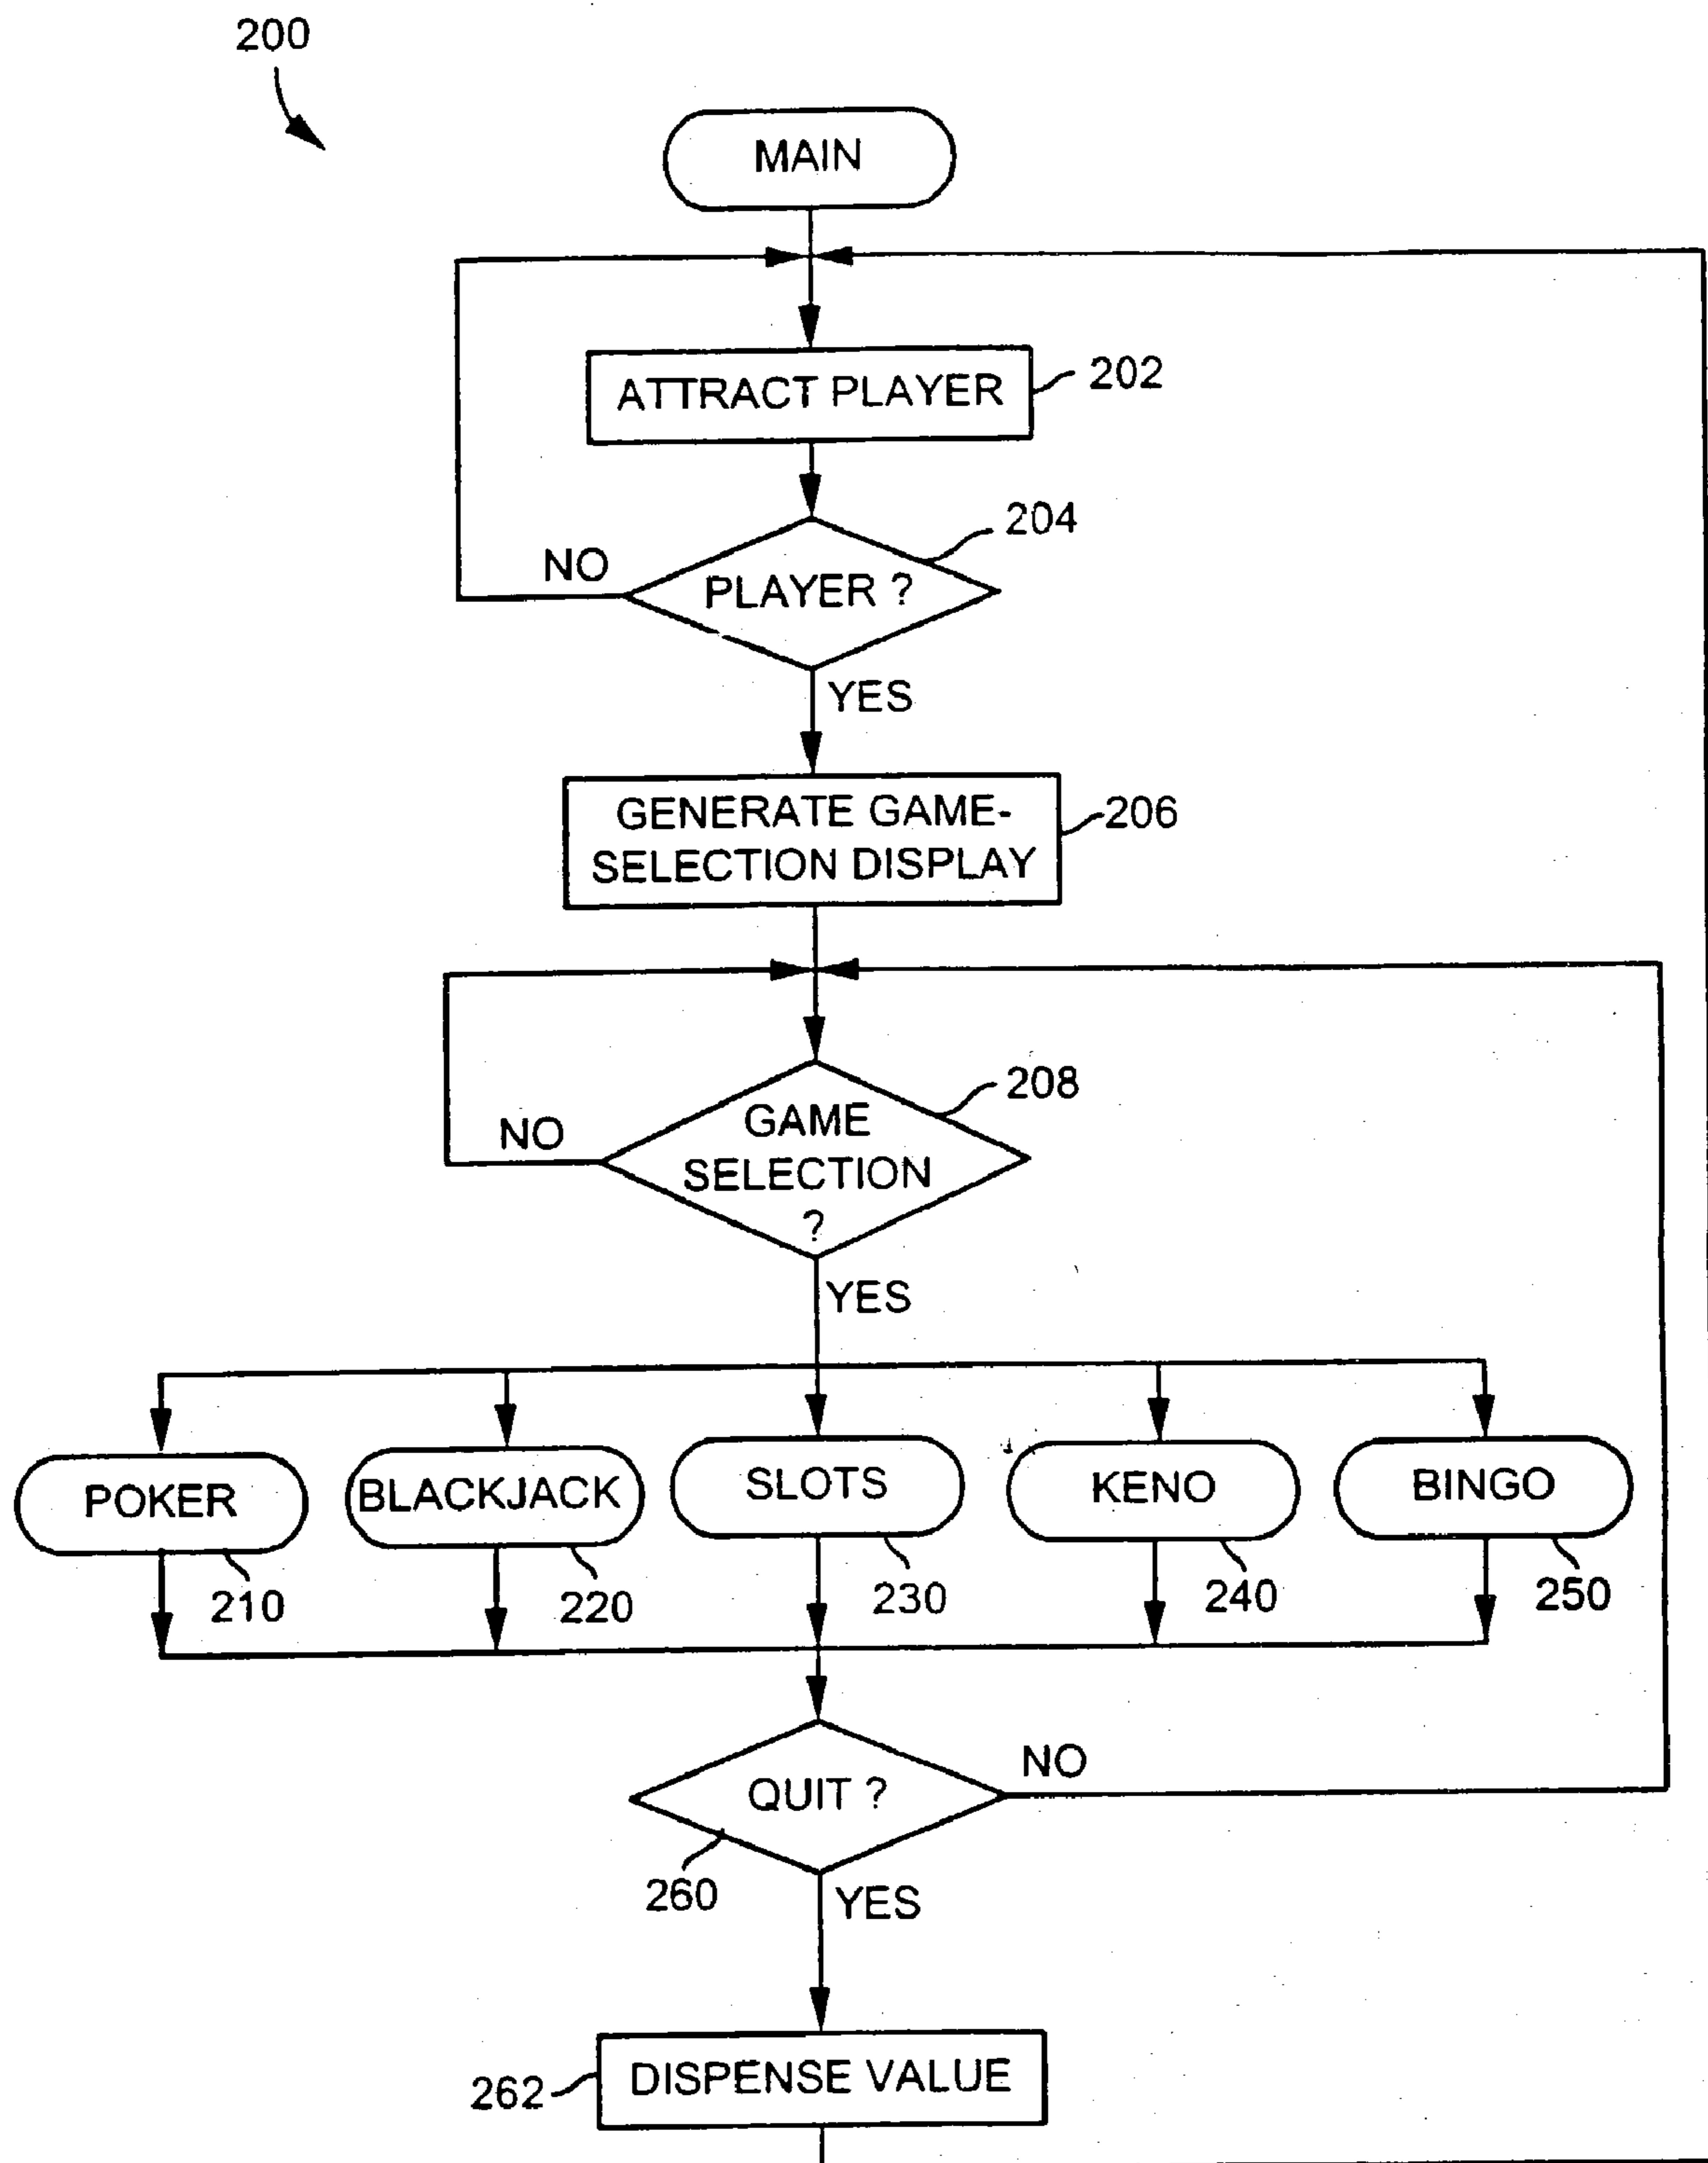 200
MAIN
ATTRACT PLAYER
202
204
NO
PLAYER ?
YES
GENERATE GAME-
SELECTION DISPLAY
206
208
GAME
NO
SELECTION
?
YES
POKER
BLACKJACK
SLOTS
KENO
BINGO
210
220
230
240
250
NO
QUIT ?
260
YES
DISPENSE VALUE
262